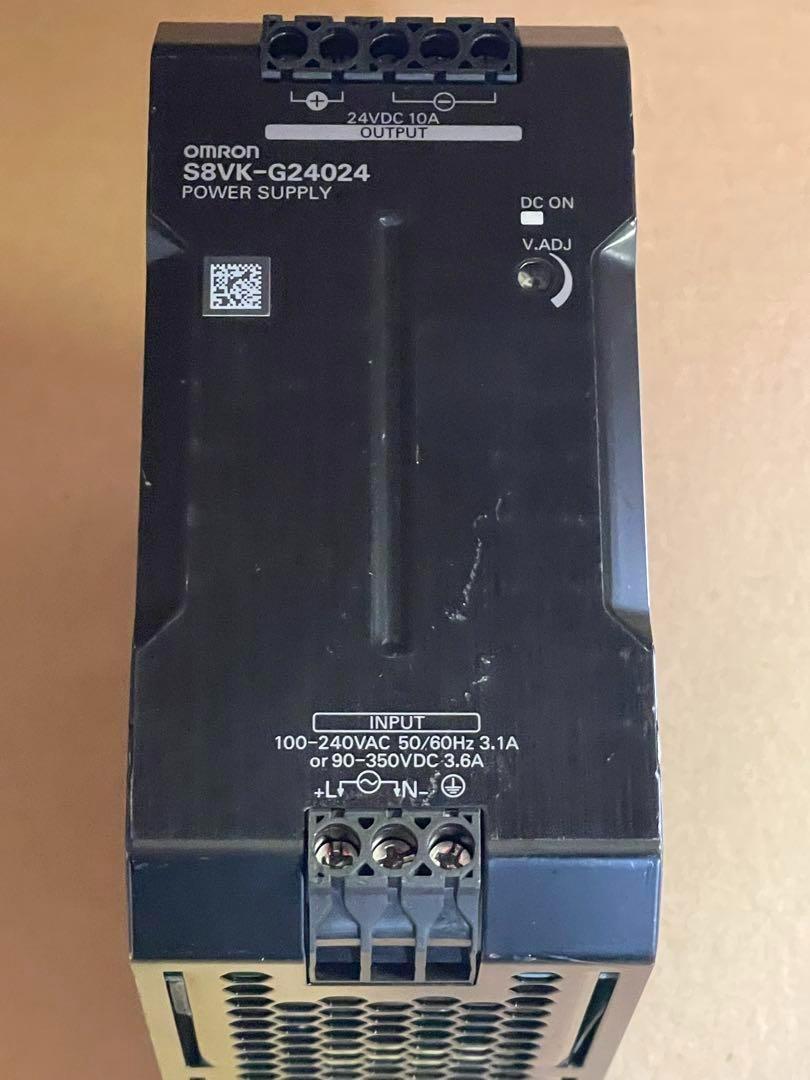 + −
24VDC 10A
OUTPUT
OMRON
S8VK-G24024
POWER SUPPLY
DC ON
V.ADJ
INPUT
100-240VAC 50/60Hz 3.1A
or 90-350VDC 3.6A
+L N-